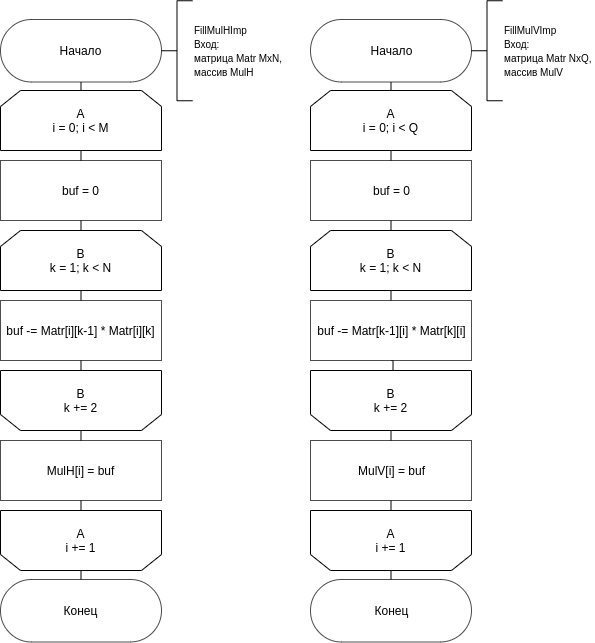 Начало
FillMulHImp
Вход:
матрица Matr MxN,
массив MulH
A
i = 0; i < M
buf = 0
B
k = 1; k < N
buf -= Matr[i][k-1] * Matr[i][k]
B
k += 2
MulH[i] = buf
A
i += 1
Конец
Начало
FillMulVImp
Вход:
матрица Matr NxQ,
массив MulV
A
i = 0; i < Q
buf = 0
B
k = 1; k < N
buf -= Matr[k-1][i] * Matr[k][i]
B
k += 2
MulV[i] = buf
A
i += 1
Конец